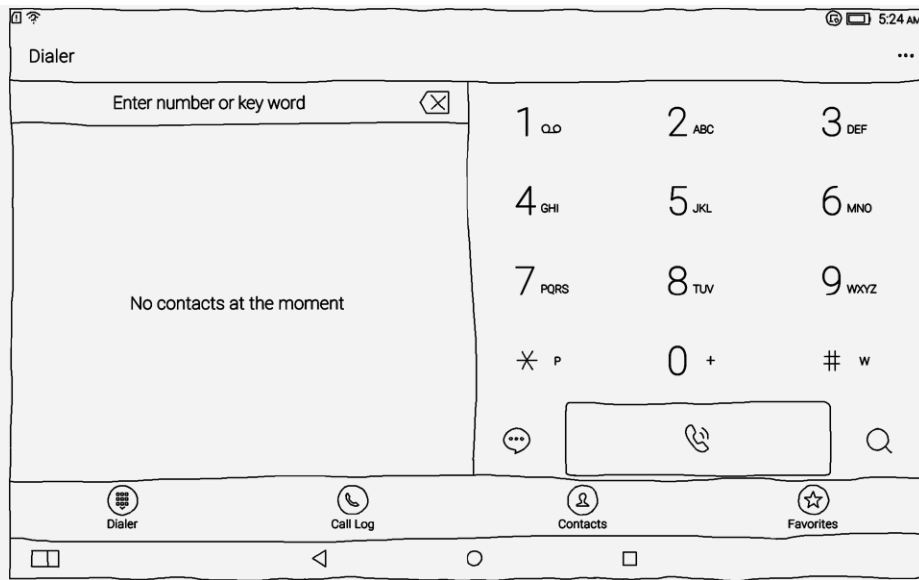 5:24 AM
Dialer
Enter number or key word
1
2 ABC
3 DEF
4 GHI
5 JKL
6 MNO
No contacts at the moment
7 PQRS
8 TUV
9 WXYZ
* P
0 +
# W
Dialer
Call Log
Contacts
Favorites